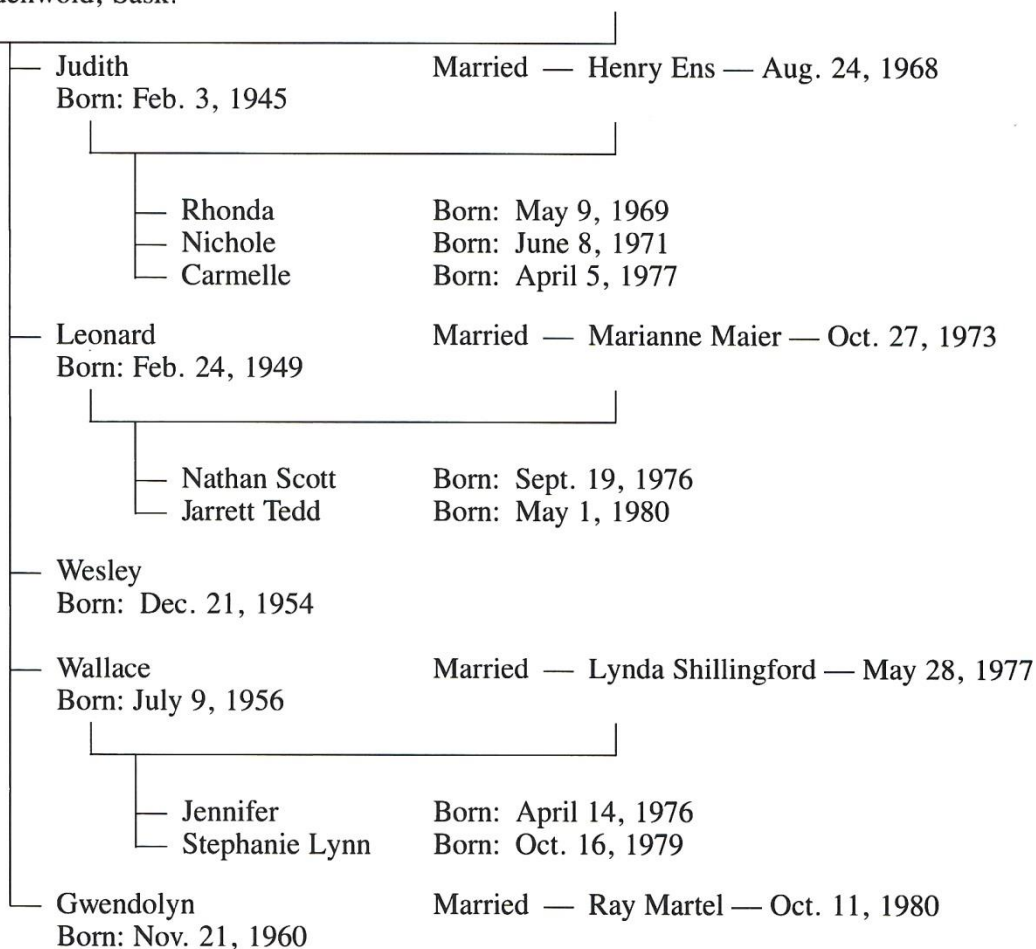 Sask.
Judith Married — Henry Ens — Aug. 24, 1968
Born: Feb. 3, 1945
Rhonda Born: May 9, 1969
Nichole Born: June 8, 1971
Carmelle Born: April 5, 1977
Leonard Married — Marianne Maier — Oct. 27, 1973
Born: Feb. 24, 1949
Nathan Scott Born: Sept. 19, 1976
Jarrett Tedd Born: May 1, 1980
Wesley
Born: Dec. 21, 1954
Wallace Married — Lynda Shillingford — May 28, 1977
Born: July 9, 1956
Jennifer Born: April 14, 1976
Stephanie Lynn Born: Oct. 16, 1979
Gwendolyn Married — Ray Martel — Oct. 11, 1980
Born: Nov. 21, 1960